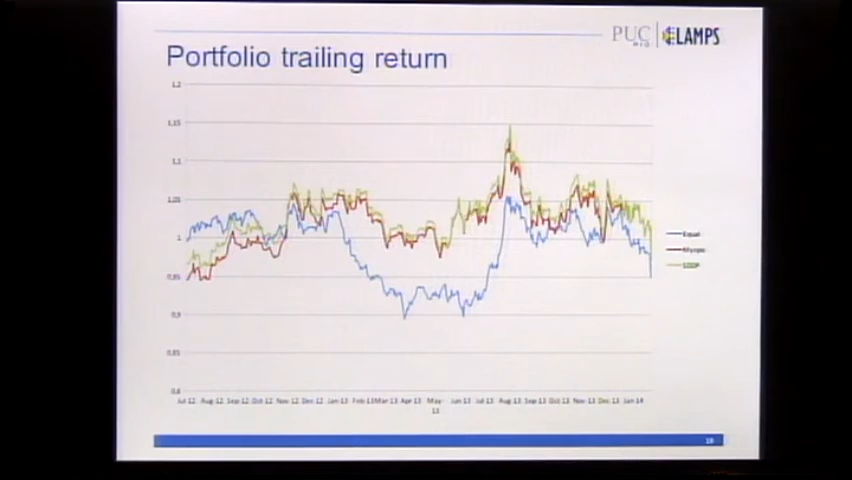 PUC
RIO
LAMPS
Portfolio trailing return
1,2
1,15
1,1
1,05
1
0,95
0,9
0,85
0,8
Equal
Myopic
SDDP
Jul 12 Aug 12 Sep 12 Oct 12 Nov 12 Dec 12 Jan 13 Feb 13 Mar 13 Apr 13 May 13 Jun 13 Jul 13 Aug 13 Sep 13 Oct 13 Nov 13 Dec 13 Jan 14